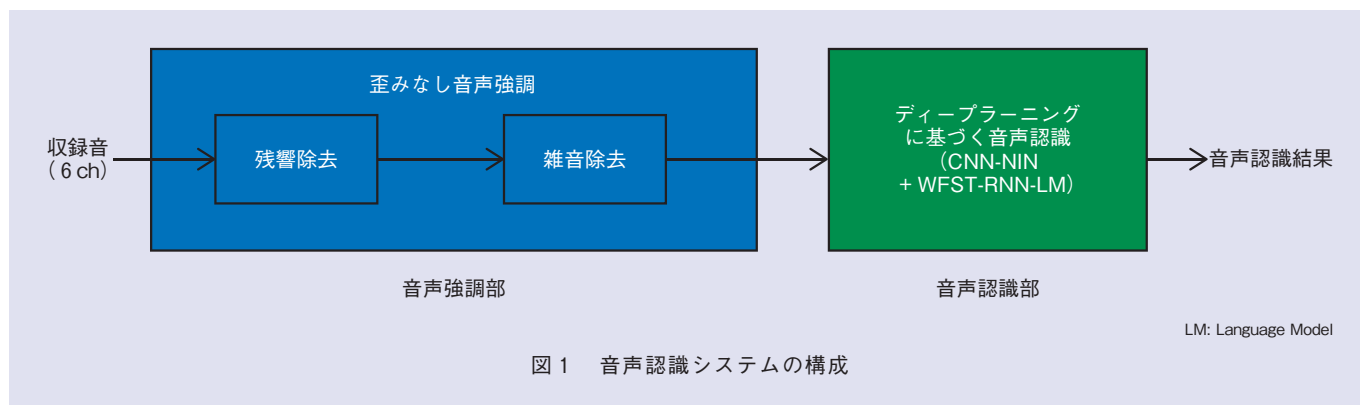 歪みなし音声強調
収録音
(6 ch)
残響除去
雑音除去
ディープラーニング
に基づく音声認識
(CNN-NIN
+ WFST-RNN-LM)
音声認識結果
音声強調部
音声認識部
LM: Language Model
図1 音声認識システムの構成